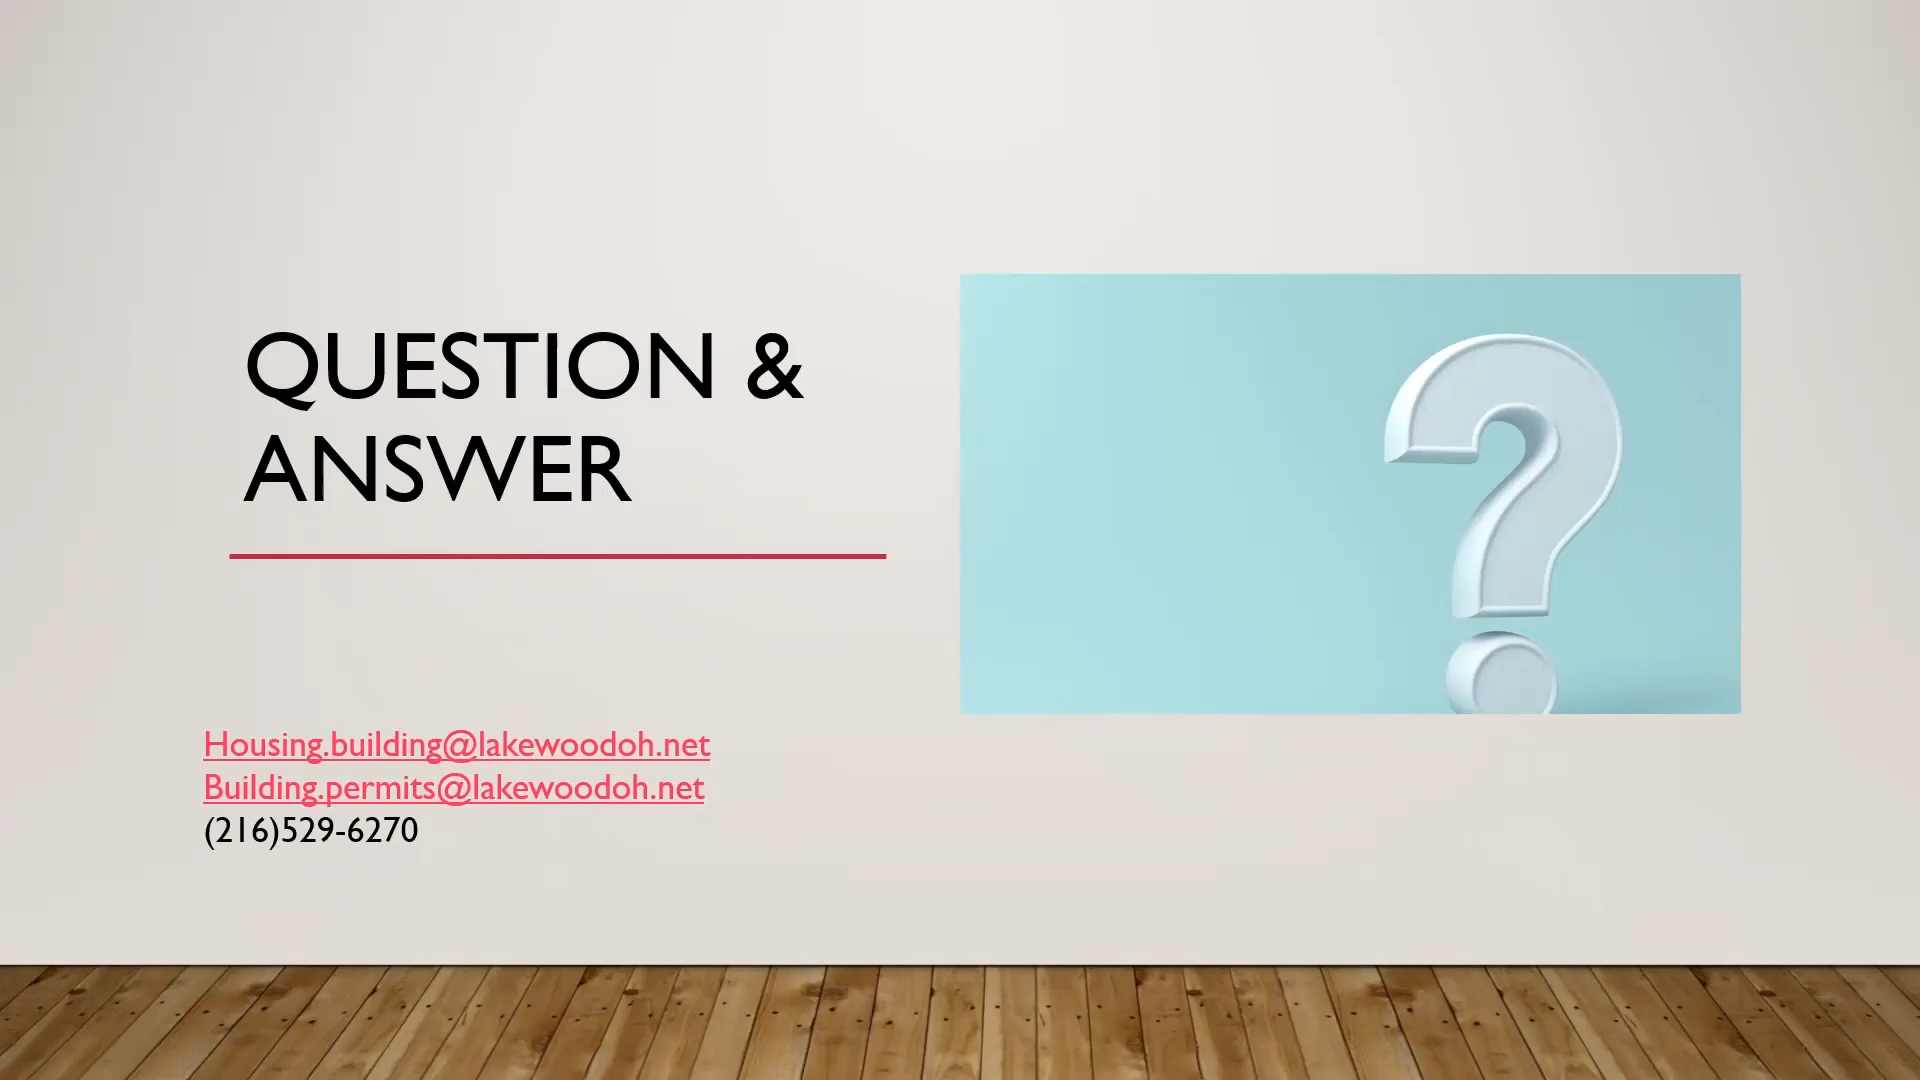 QUESTION &
ANSWER
Housing.building@lakewoodoh.net
Building.permits@lakewoodoh.net
(216)529-6270